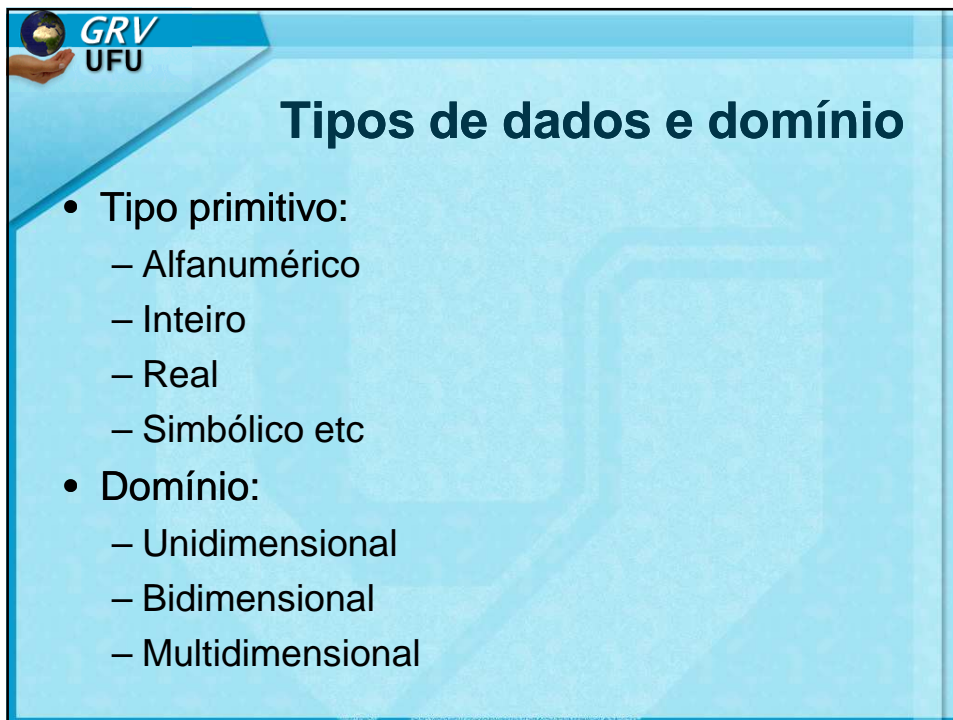 GRV
UFU
Tipos de dados e domínio
• Tipo primitivo:
– Alfanumérico
– Inteiro
– Real
– Simbólico etc
• Domínio:
– Unidimensional
– Bidimensional
– Multidimensional